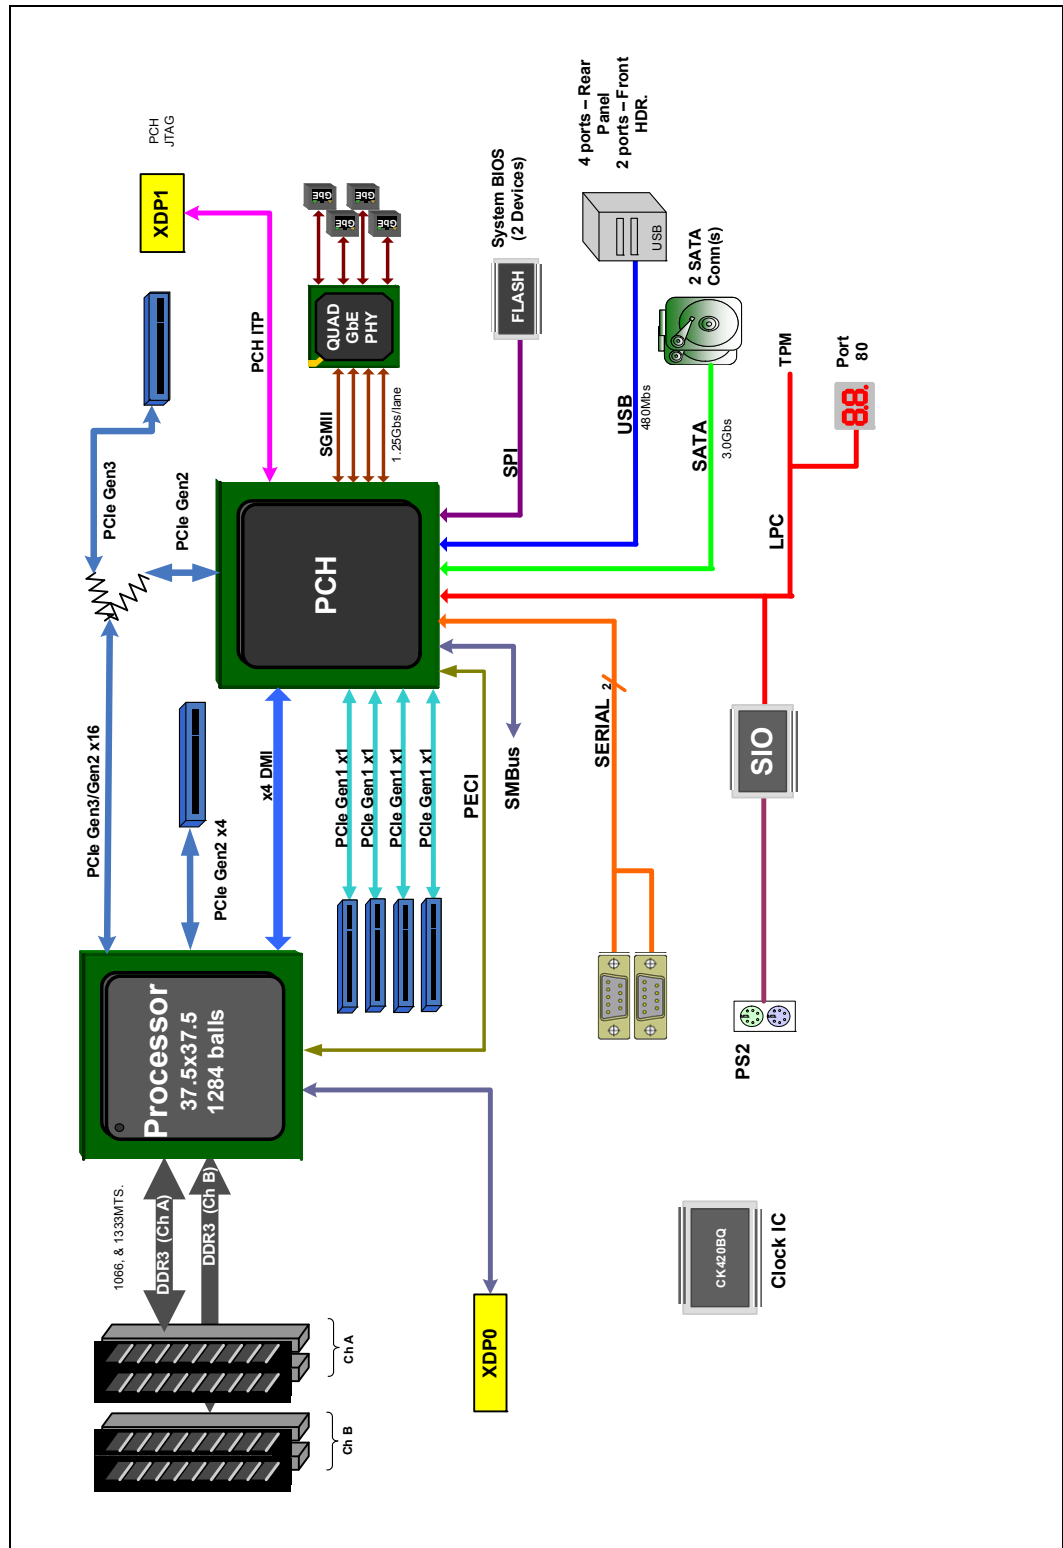 1066, & 1333MTS.
DDR3 (Ch A)
DDR3 (Ch B)
Ch A
Ch B
Processor
37.5x37.5
1284 balls
XDP0
PCIe Gen3/Gen2 x16
PCIe Gen2 x4
x4 DMI
PCIe Gen1 x1
PCIe Gen1 x1
PCIe Gen1 x1
PCIe Gen1 x1
PECI
SMBus
PCIe Gen3
PCIe Gen2
PCH
XDP1
PCH
JTAG
PCH ITP
SGMII
1.25Gbs/lane
QUAD
GbE
PHY
GbE
GbE
GbE
GbE
SPI
FLASH
System BIOS
(2 Devices)
USB
480Mbs
USB
4 ports – Rear
Panel
2 ports – Front
HDR.
SATA
3.0Gbs
2 SATA
Conn(s)
LPC
TPM
Port
80
88.
SERIAL
2
SIO
PS2
CK420BQ
Clock IC